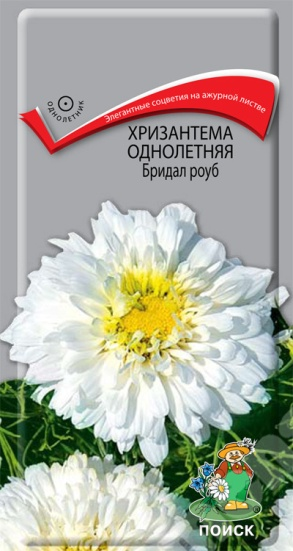 ОДНОЛЕТНИК
Элегантные соцветия на ажурной листве
ХРИЗАНТЕМА
ОДНОЛЕТНЯЯ
Бридал роуб
ПОИСК